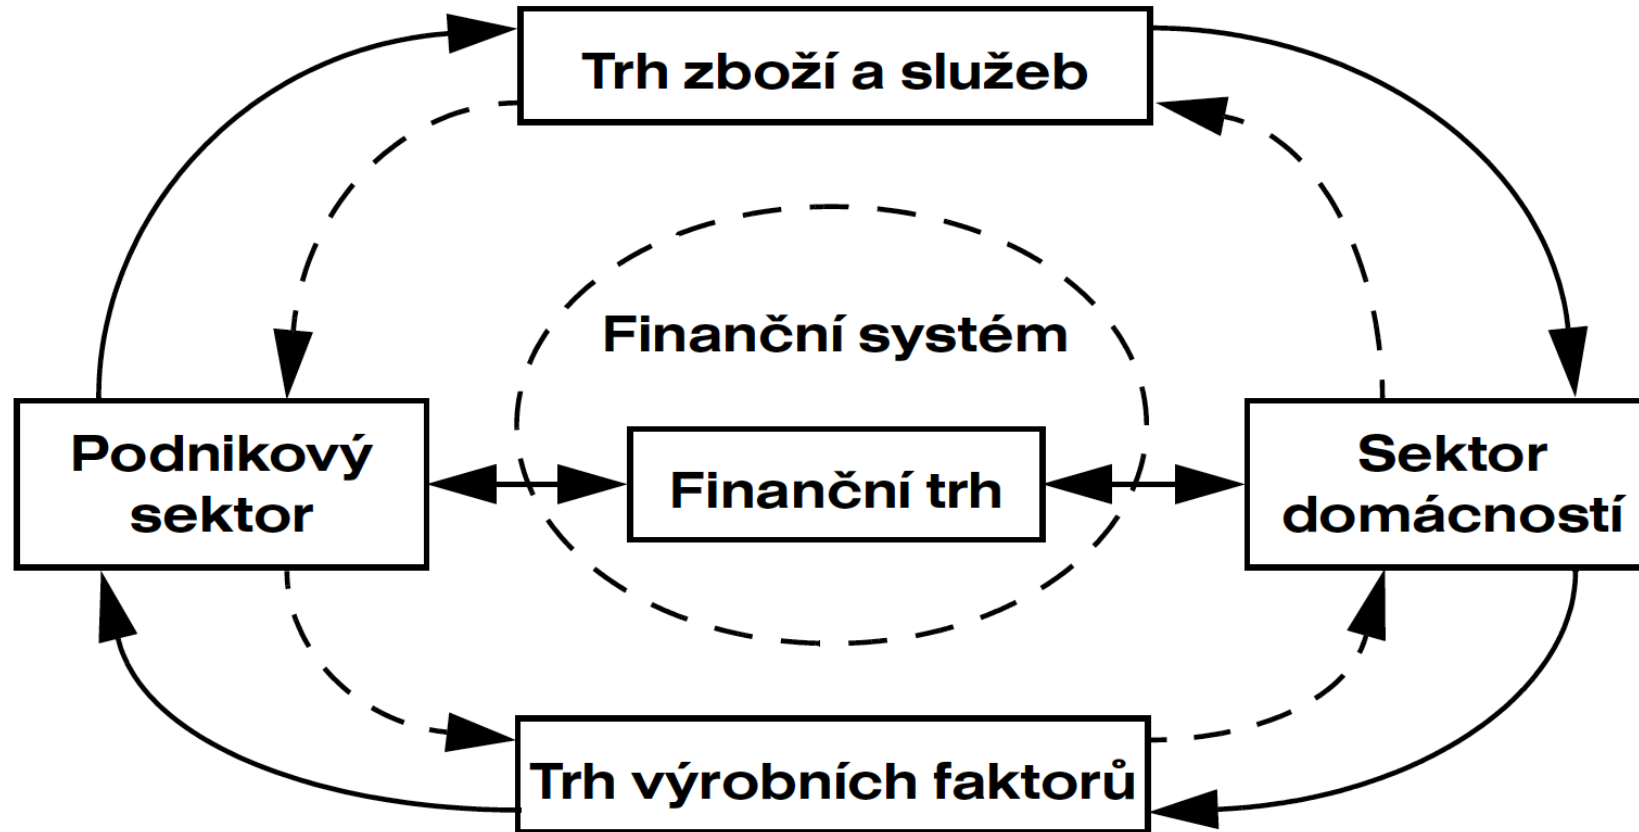 Trh zboží a služeb
Finanční systém
Podnikový
sektor
Finanční trh
Sektor
domácností
Trh výrobních faktorů